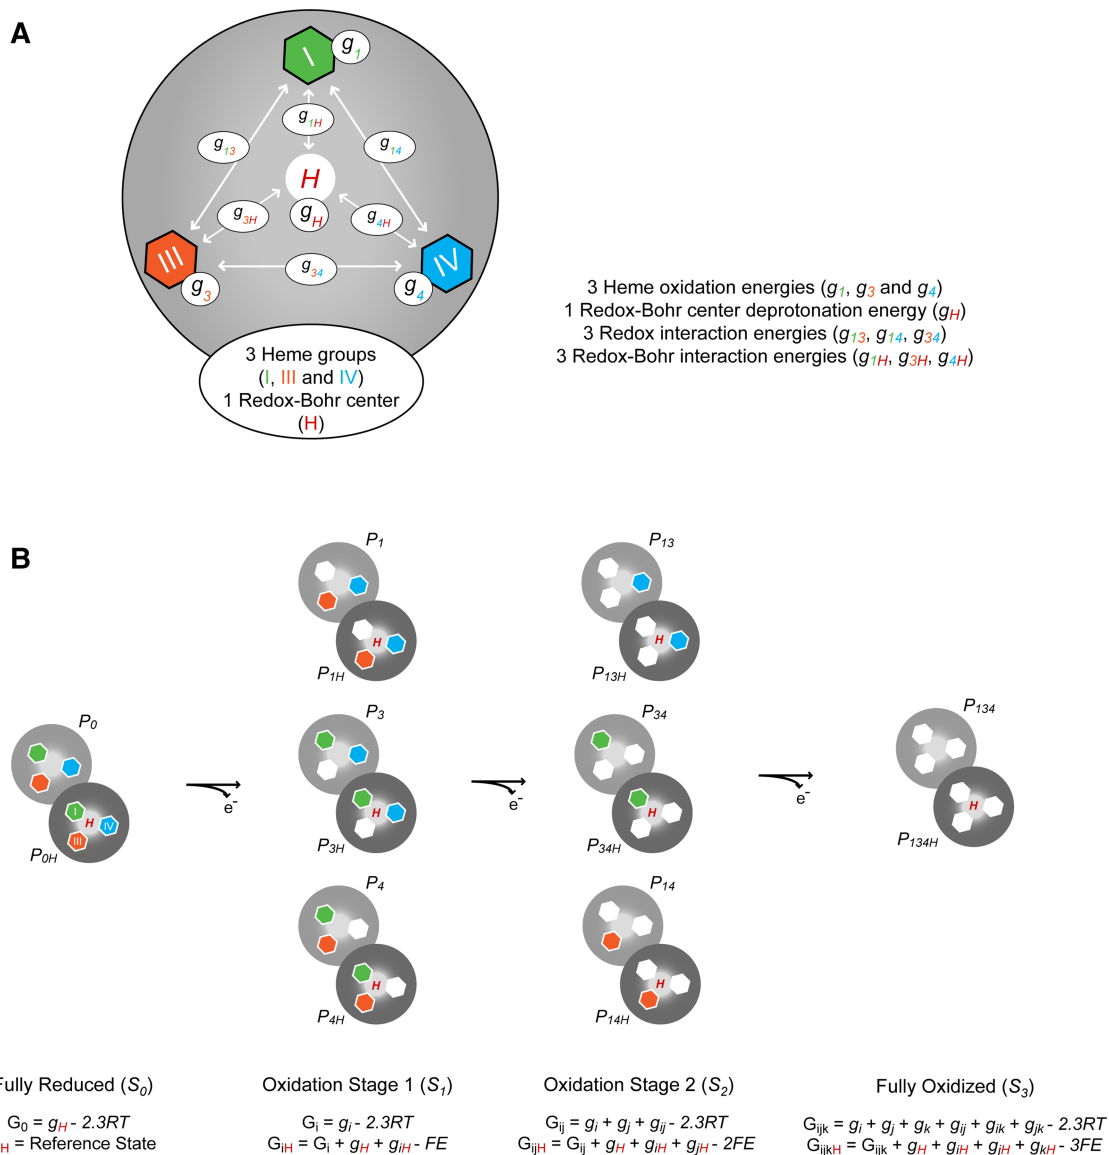 A
I
g1
g1H
g13
g14
H
gH
g3H
g4H
III
g3
g34
IV
g4
3 Heme groups
(I, III and IV)
1 Redox-Bohr center
(H)
3 Heme oxidation energies (g1, g3 and g4)
1 Redox-Bohr center deprotonation energy (gH)
3 Redox interaction energies (g13, g14, g34)
3 Redox-Bohr interaction energies (g1H, g3H, g4H)
B
P0
I
H
IV
III
P0H
e-
P1
H
P1H
P3
H
P3H
P4
H
P4H
e-
P13
H
P13H
P34
H
P34H
P14
H
P14H
e-
P134
H
P134H
Fully Reduced (S0)
G0 = gH - 2.3RT
H = Reference State
Oxidation Stage 1 (S1)
Gi = gi - 2.3RT
GiH = Gi + gH + giH - FE
Oxidation Stage 2 (S2)
Gij = gi + gj + gij - 2.3RT
GijH = Gij + gH + giH + gjH - 2FE
Fully Oxidized (S3)
Gijk = gi + gj + gk + gij + gik + gjk - 2.3RT
GijkH = Gijk + gH + giH + gjH + gkH - 3FE